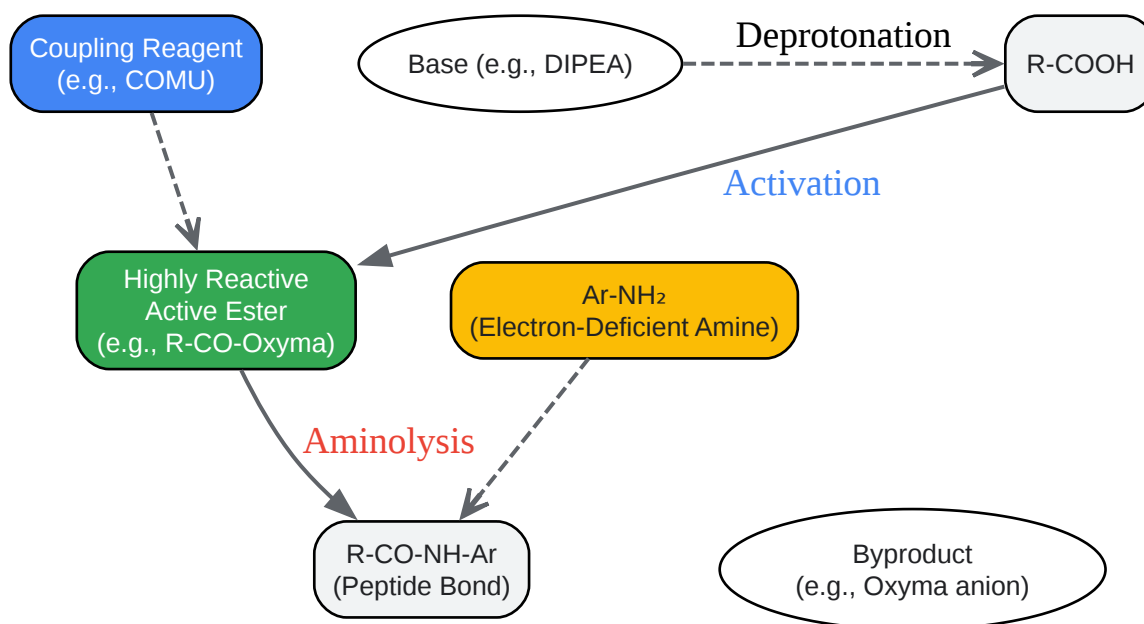 Coupling Reagent
(e.g., COMU)
Base (e.g., DIPEA)
Deprotonation
R-COOH
Activation
Highly Reactive
Active Ester
(e.g., R-CO-Oxyma)
Ar-NH₂
(Electron-Deficient Amine)
Aminolysis
R-CO-NH-Ar
(Peptide Bond)
Byproduct
(e.g., Oxyma anion)